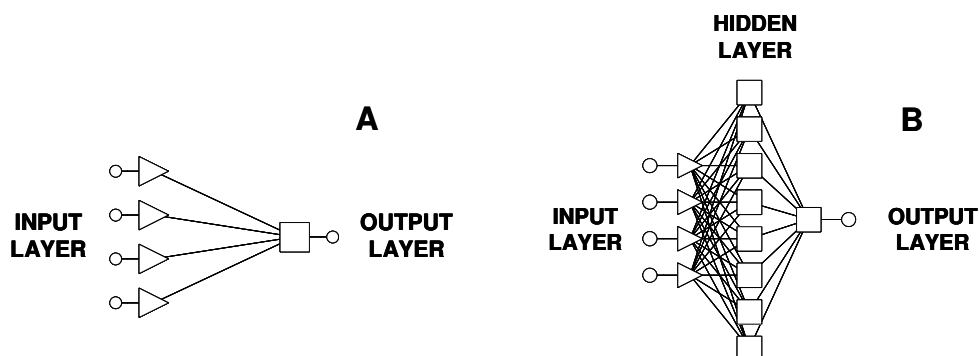 A
INPUT
LAYER
OUTPUT
LAYER
HIDDEN
LAYER
B
INPUT
LAYER
OUTPUT
LAYER